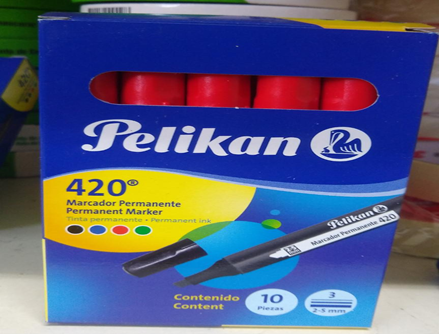 Pelikan
420®
Marcador Permanente
Permanent Marker
Tinta permanente • Permanent ink
Pelikan
Marcador Permanente 420
Contenido
Content
10
Piezas
3
2-5 mm